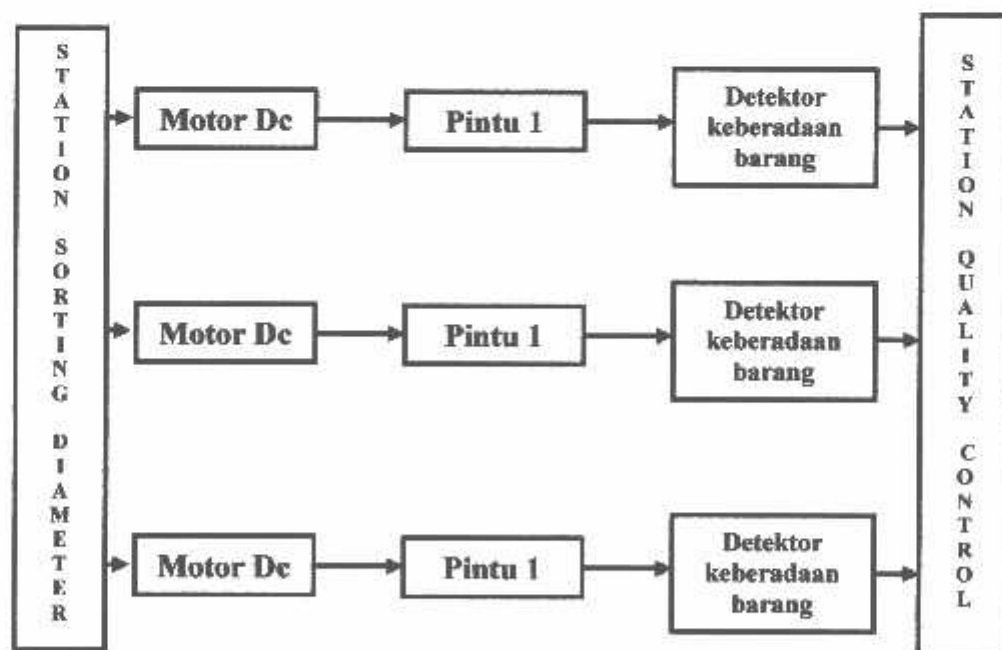 STATION SORTING DIAMETER
Motor Dc
Pintu 1
Detektor
keberadaan
barang
Motor Dc
Pintu 1
Detektor
keberadaan
barang
Motor Dc
Pintu 1
Detektor
keberadaan
barang
STATION QUALITY CONTROL